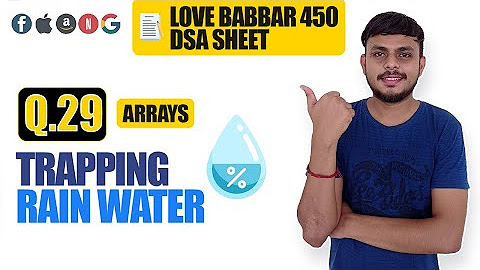 LOVE BABBAR 450
DSA SHEET
Q.29
ARRAYS
TRAPPING
RAIN WATER
%